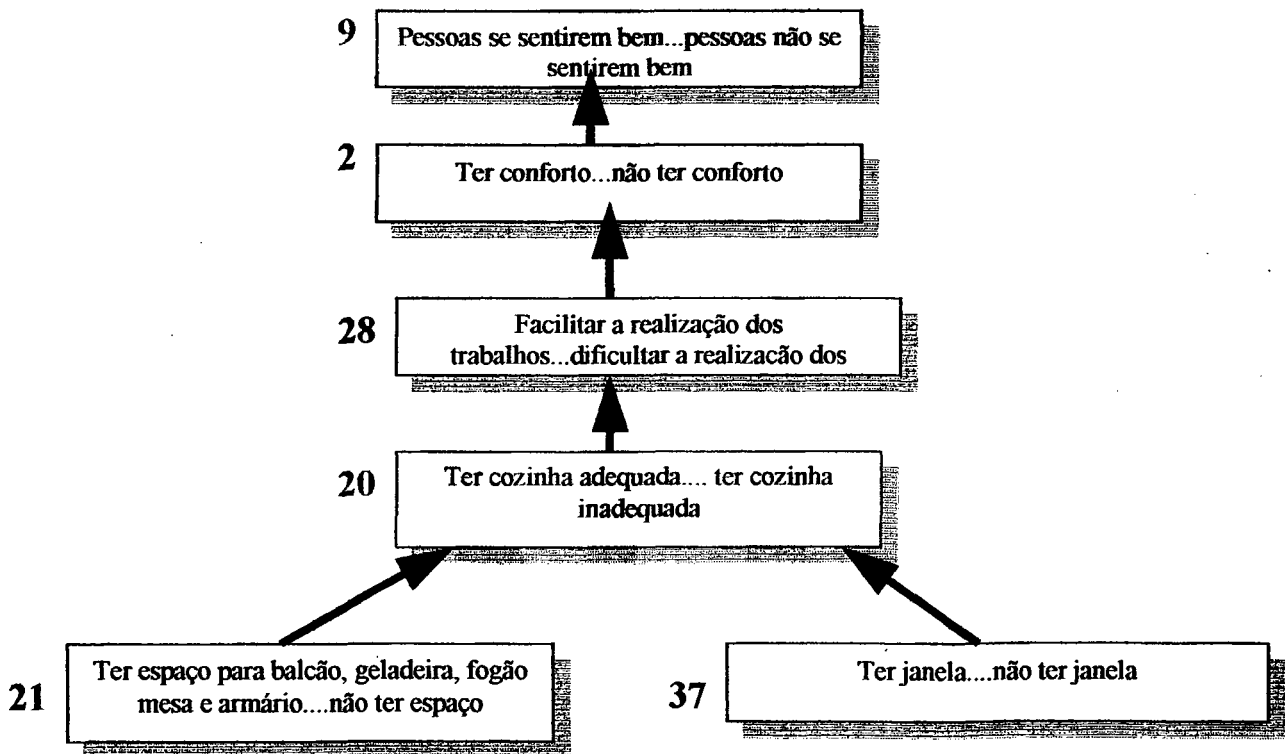 9
Pessoas se sentirem bem...pessoas não se
sentirem bem
2
Ter conforto...não ter conforto
28
Facilitar a realização dos
trabalhos...dificultar a realizacão dos
20
Ter cozinha adequada.... ter cozinha
inadequada
21
Ter espaço para balcão, geladeira, fogão
mesa e armário....não ter espaço
37
Ter janela....não ter janela